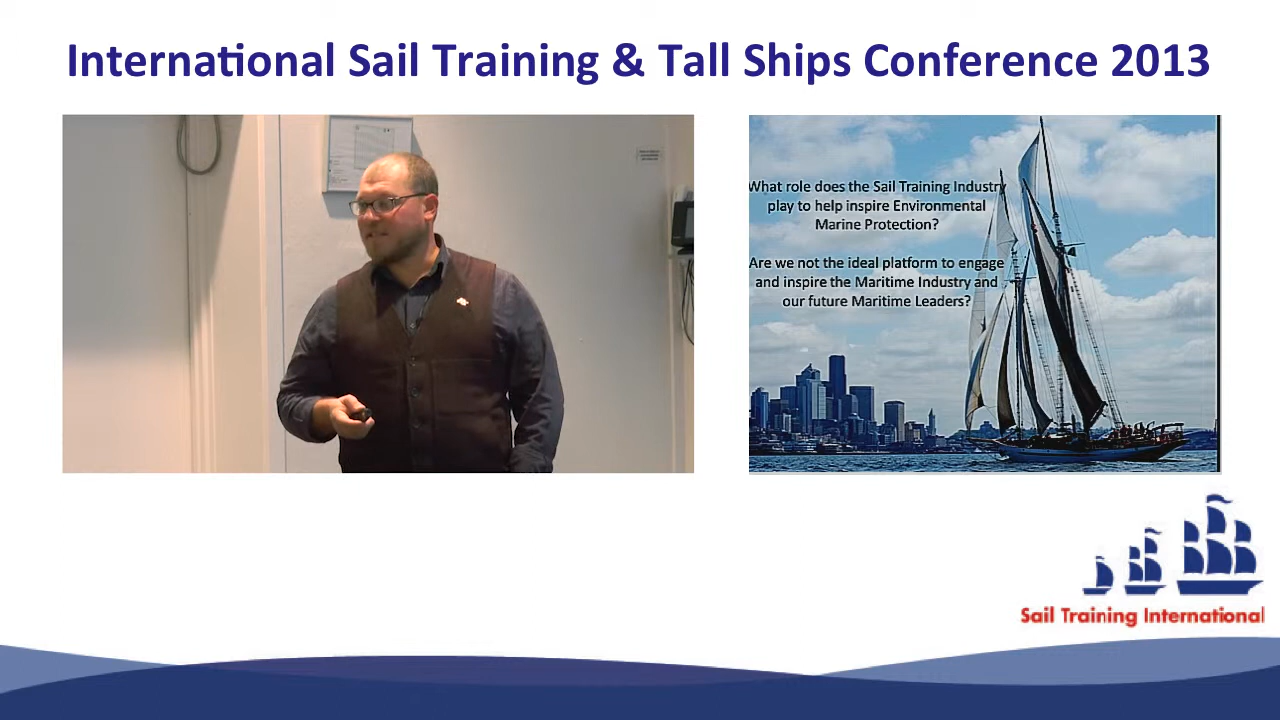 International Sail Training & Tall Ships Conference 2013
What role does the Sail Training Industry
play to help inspire Environmental
Marine Protection?
Are we not the ideal platform to engage
and inspire the Maritime Industry and
our future Maritime Leaders?
Sail Training International